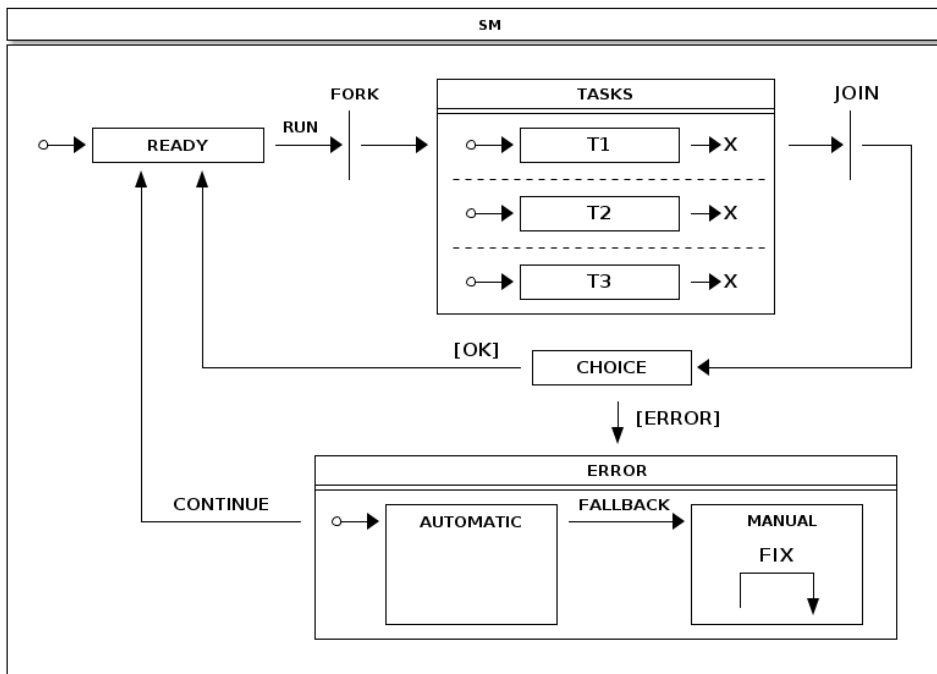 SM
FORK
TASKS
JOIN
RUN
READY
T1
X
T2
X
T3
X
[OK]
CHOICE
[ERROR]
ERROR
CONTINUE
AUTOMATIC
FALLBACK
MANUAL
FIX